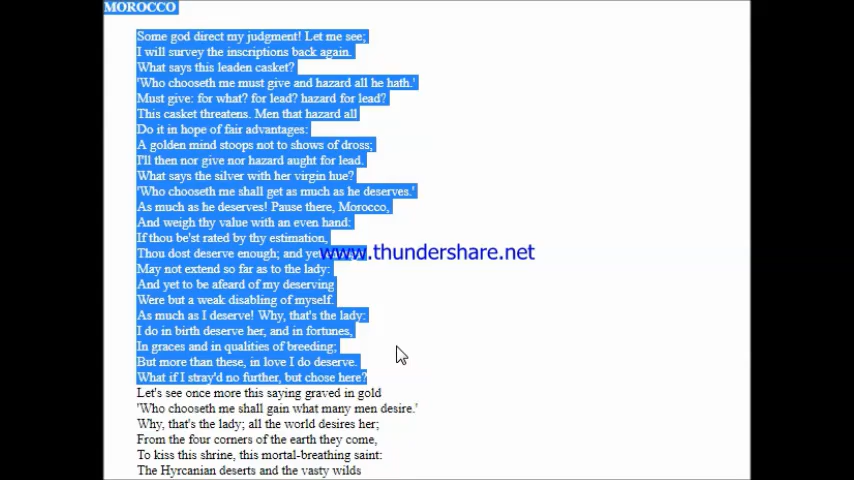 MOROCCO
Some god direct my judgment! Let me see;
I will survey the inscriptions back again.
What says this leaden casket?
'Who chooseth me must give and hazard all he hath.'
Must give: for what? for lead? hazard for lead?
This casket threatens. Men that hazard all
Do it in hope of fair advantages:
A golden mind stoops not to shows of dross;
I'll then nor give nor hazard aught for lead.
What says the silver with her virgin hue?
'Who chooseth me shall get as much as he deserves.'
As much as he deserves! Pause there, Morocco,
And weigh thy value with an even hand:
If thou be'st rated by thy estimation,
Thou dost deserve enough; and yet
www.thundershare.net
May not extend so far as to the lady:
And yet to be afeard of my deserving
Were but a weak disabling of myself.
As much as I deserve! Why, that's the lady:
I do in birth deserve her, and in fortunes,
In graces and in qualities of breeding;
But more than these, in love I do deserve.
What if I stray'd no further, but chose here?
Let's see once more this saying graved in gold
'Who chooseth me shall gain what many men desire.'
Why, that's the lady; all the world desires her;
From the four corners of the earth they come,
To kiss this shrine, this mortal-breathing saint:
The Hyrcanian deserts and the vasty wilds